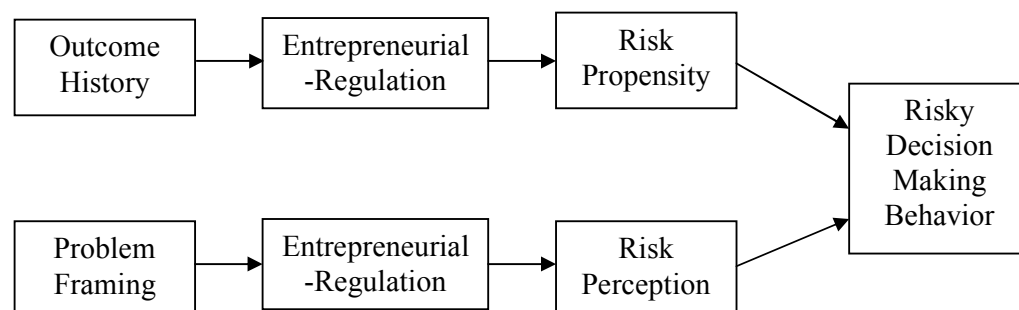 Outcome
History
Entrepreneurial
-Regulation
Risk
Propensity
Risky
Decision
Making
Behavior
Problem
Framing
Entrepreneurial
-Regulation
Risk
Perception